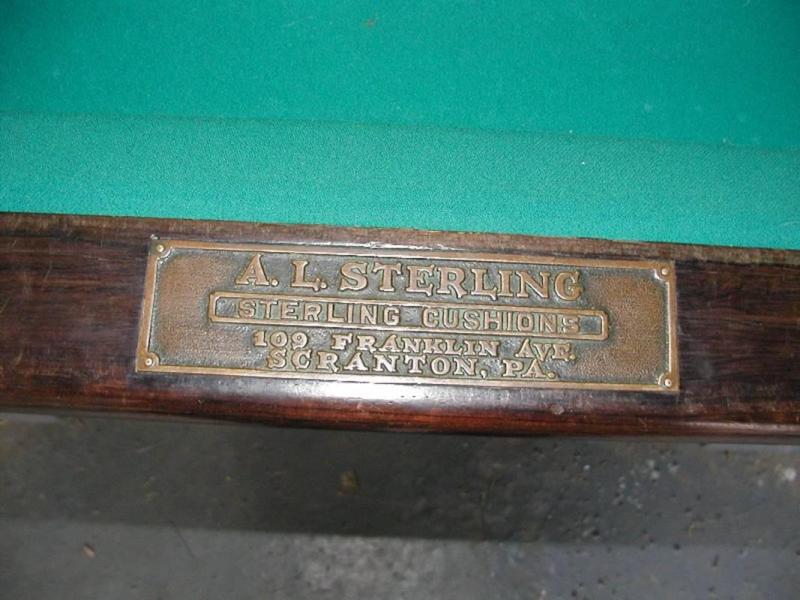 A. L. STERLING
STERLING CUSHIONS
109 FRANKLIN AVE.
SCRANTON, PA.